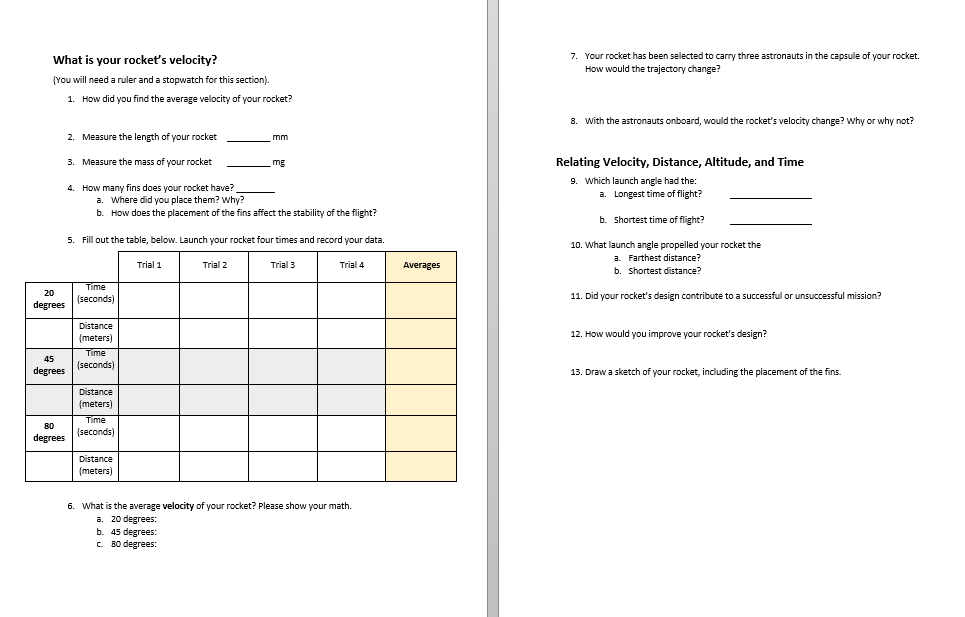 What is your rocket's velocity?
(You will need a ruler and a stopwatch for this section).
1. How did you find the average velocity of your rocket?
2. Measure the length of your rocket ________ mm
3. Measure the mass of your rocket ________ mg
4. How many fins does your rocket have? _______
a. Where did you place them? Why?
b. How does the placement of the fins affect the stability of the flight?
5. Fill out the table, below. Launch your rocket four times and record your data.
Trial 1 Trial 2 Trial 3 Trial 4 Averages
20 degrees Time (seconds)
Distance (meters)
45 degrees Time (seconds)
Distance (meters)
80 degrees Time (seconds)
Distance (meters)
6. What is the average velocity of your rocket? Please show your math.
a. 20 degrees:
b. 45 degrees:
c. 80 degrees:
7. Your rocket has been selected to carry three astronauts in the capsule of your rocket.
How would the trajectory change?
8. With the astronauts onboard, would the rocket's velocity change? Why or why not?
Relating Velocity, Distance, Altitude, and Time
9. Which launch angle had the:
a. Longest time of flight? _______________
b. Shortest time of flight? _______________
10. What launch angle propelled your rocket the
a. Farthest distance?
b. Shortest distance?
11. Did your rocket's design contribute to a successful or unsuccessful mission?
12. How would you improve your rocket's design?
13. Draw a sketch of your rocket, including the placement of the fins.